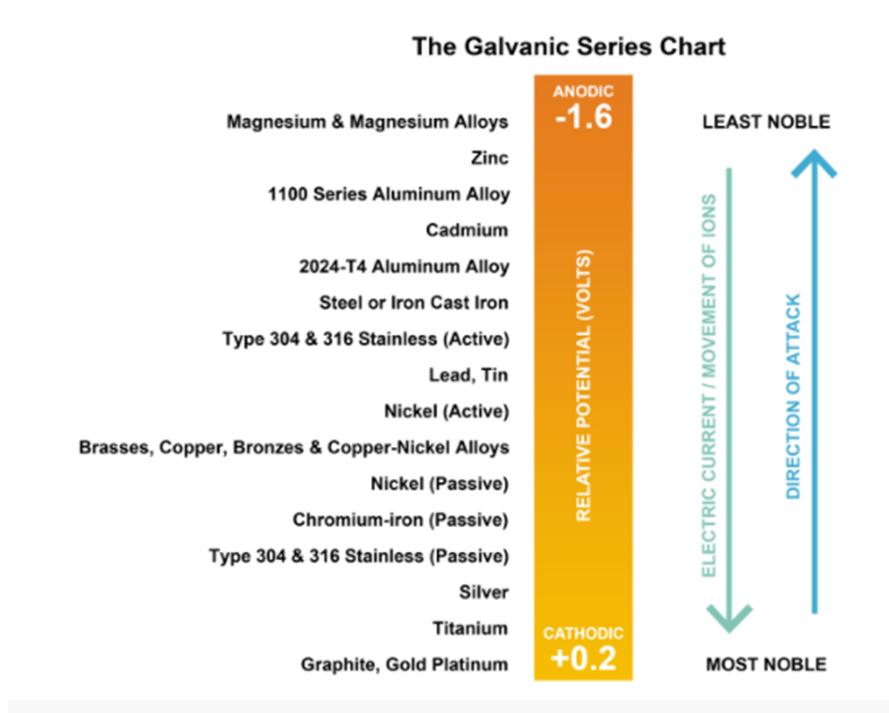 The Galvanic Series Chart
ANODIC
-1.6
Magnesium & Magnesium Alloys
LEAST NOBLE
Zinc
1100 Series Aluminum Alloy
Cadmium
2024-T4 Aluminum Alloy
Steel or Iron Cast Iron
Type 304 & 316 Stainless (Active)
Lead, Tin
Nickel (Active)
Brasses, Copper, Bronzes & Copper-Nickel Alloys
Nickel (Passive)
Chromium-iron (Passive)
Type 304 & 316 Stainless (Passive)
Silver
Titanium
Graphite, Gold Platinum
RELATIVE POTENTIAL (VOLTS)
CATHODIC
+0.2
ELECTRIC CURRENT / MOVEMENT OF IONS
DIRECTION OF ATTACK
MOST NOBLE